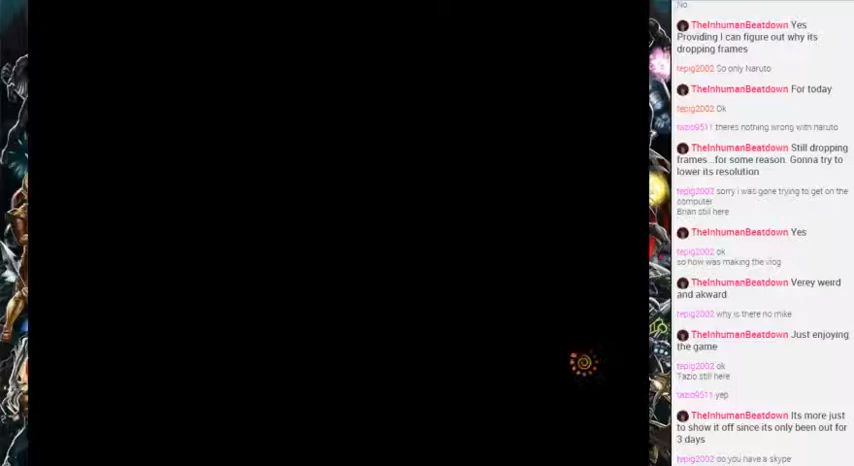 No.
TheInhumanBeatdown Yes
Providing I can figure out why its
dropping frames
tepig2002 So only Naruto
TheInhumanBeatdown For today
tepig2002 Ok
tazio9511 theres nothing wrong with naruto
TheInhumanBeatdown Still dropping
frames...for some reason. Gonna try to
lower its resolution
tepig2002 sorry i was gone trying to get on the
computer
Brian still here
TheInhumanBeatdown Yes
tepig2002 ok
so how was making the vlog
TheInhumanBeatdown Verey weird
and akward
tepig2002 why is there no mike
TheInhumanBeatdown Just enjoying
the game
tepig2002 ok
Tazio still here
tazio9511 yep
TheInhumanBeatdown Its more just
to show it off since its only been out for
3 days
tepig2002 so you have a skype